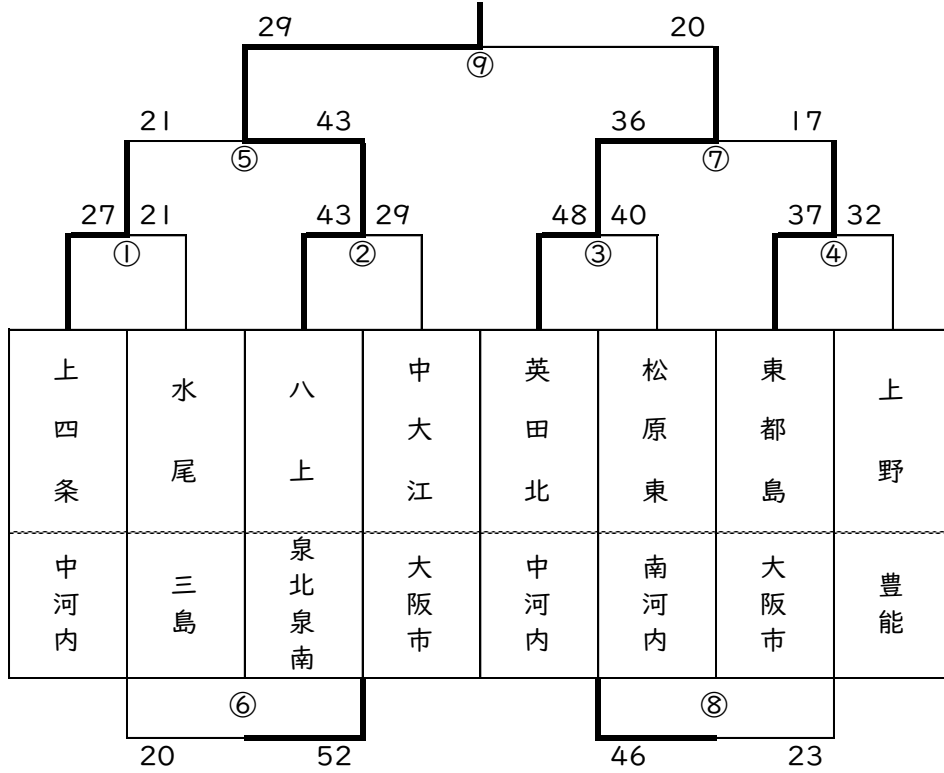 29 20
⑨
21 43 36 17
⑤ ⑦
27 21 43 29 48 40 37 32
① ② ③ ④
上四条 水尾 八上 中大江 英田北 松原東 東都島 上野
中河内 三島 泉北泉南 大阪市 中河内 南河内 大阪市 豊能
⑥ ⑧
20 52 46 23